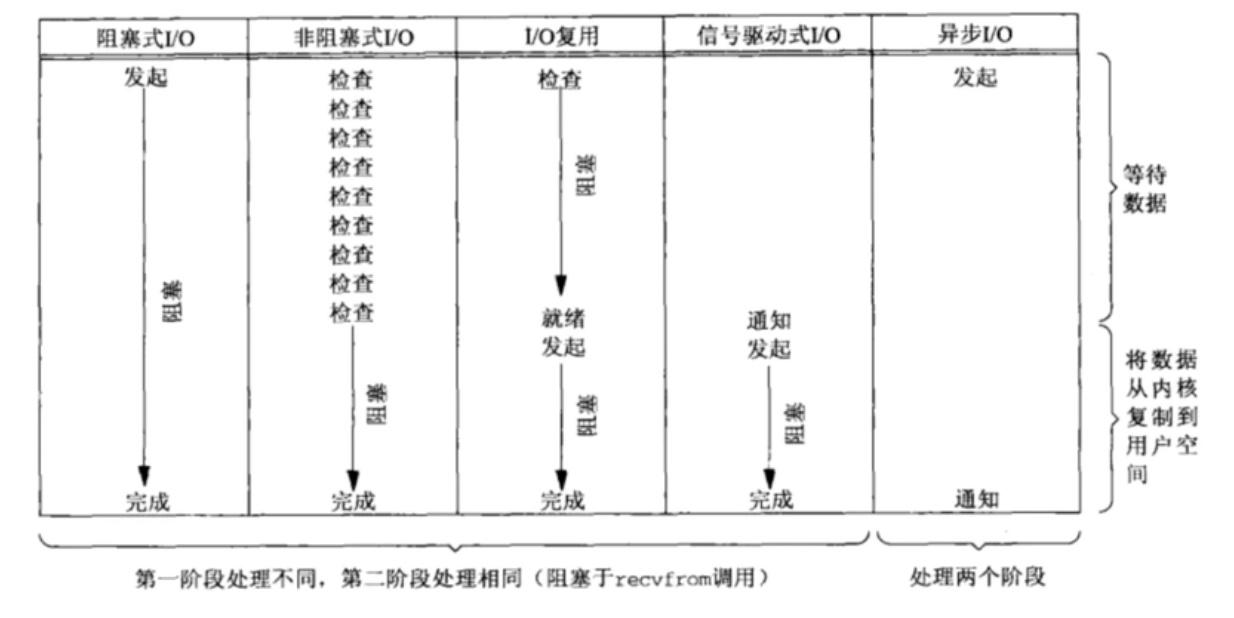 阻塞式I/O 非阻塞式I/O I/O复用 信号驱动式I/O 异步I/O
发起 检查 检查 发起
检查
检查
检查
检查
检查
检查
检查
检查
阻塞
阻塞
就绪 通知
发起 发起
阻塞
阻塞
阻塞
完成 完成 完成 完成 通知
等待
数据
将数据
从内核
复制到
用户空
间
第一阶段处理不同，第二阶段处理相同（阻塞于recvfrom调用）
处理两个阶段